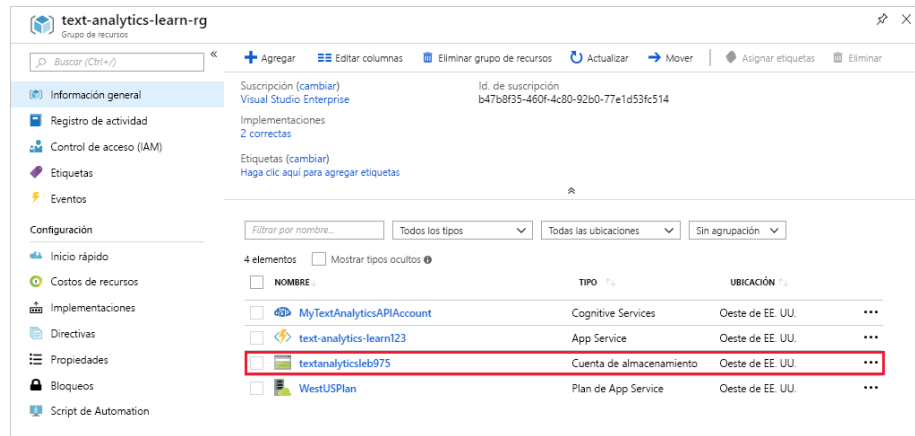 text-analytics-learn-rg
Grupo de recursos
Buscar (Ctrl+/)
Agregar Editar columnas Eliminar grupo de recursos Actualizar Mover Asignar etiquetas Eliminar
Información general
Registro de actividad
Control de acceso (IAM)
Etiquetas
Eventos
Configuración
Inicio rápido
Costos de recursos
Implementaciones
Directivas
Propiedades
Bloqueos
Script de Automation
Suscripción (cambiar) Id. de suscripción
Visual Studio Enterprise b47b8f35-460f-4c80-92b0-77e1d53fc514
Implementaciones
2 correctas
Etiquetas (cambiar)
Haga clic aquí para agregar etiquetas
Filtrar por nombre... Todos los tipos Todas las ubicaciones Sin agrupación
4 elementos Mostrar tipos ocultos
NOMBRE TIPO UBICACIÓN
MyTextAnalyticsAPIAccount Cognitive Services Oeste de EE. UU.
text-analytics-learn123 App Service Oeste de EE. UU.
textanalyticsleb975 Cuenta de almacenamiento Oeste de EE. UU.
WestUSPlan Plan de App Service Oeste de EE. UU.